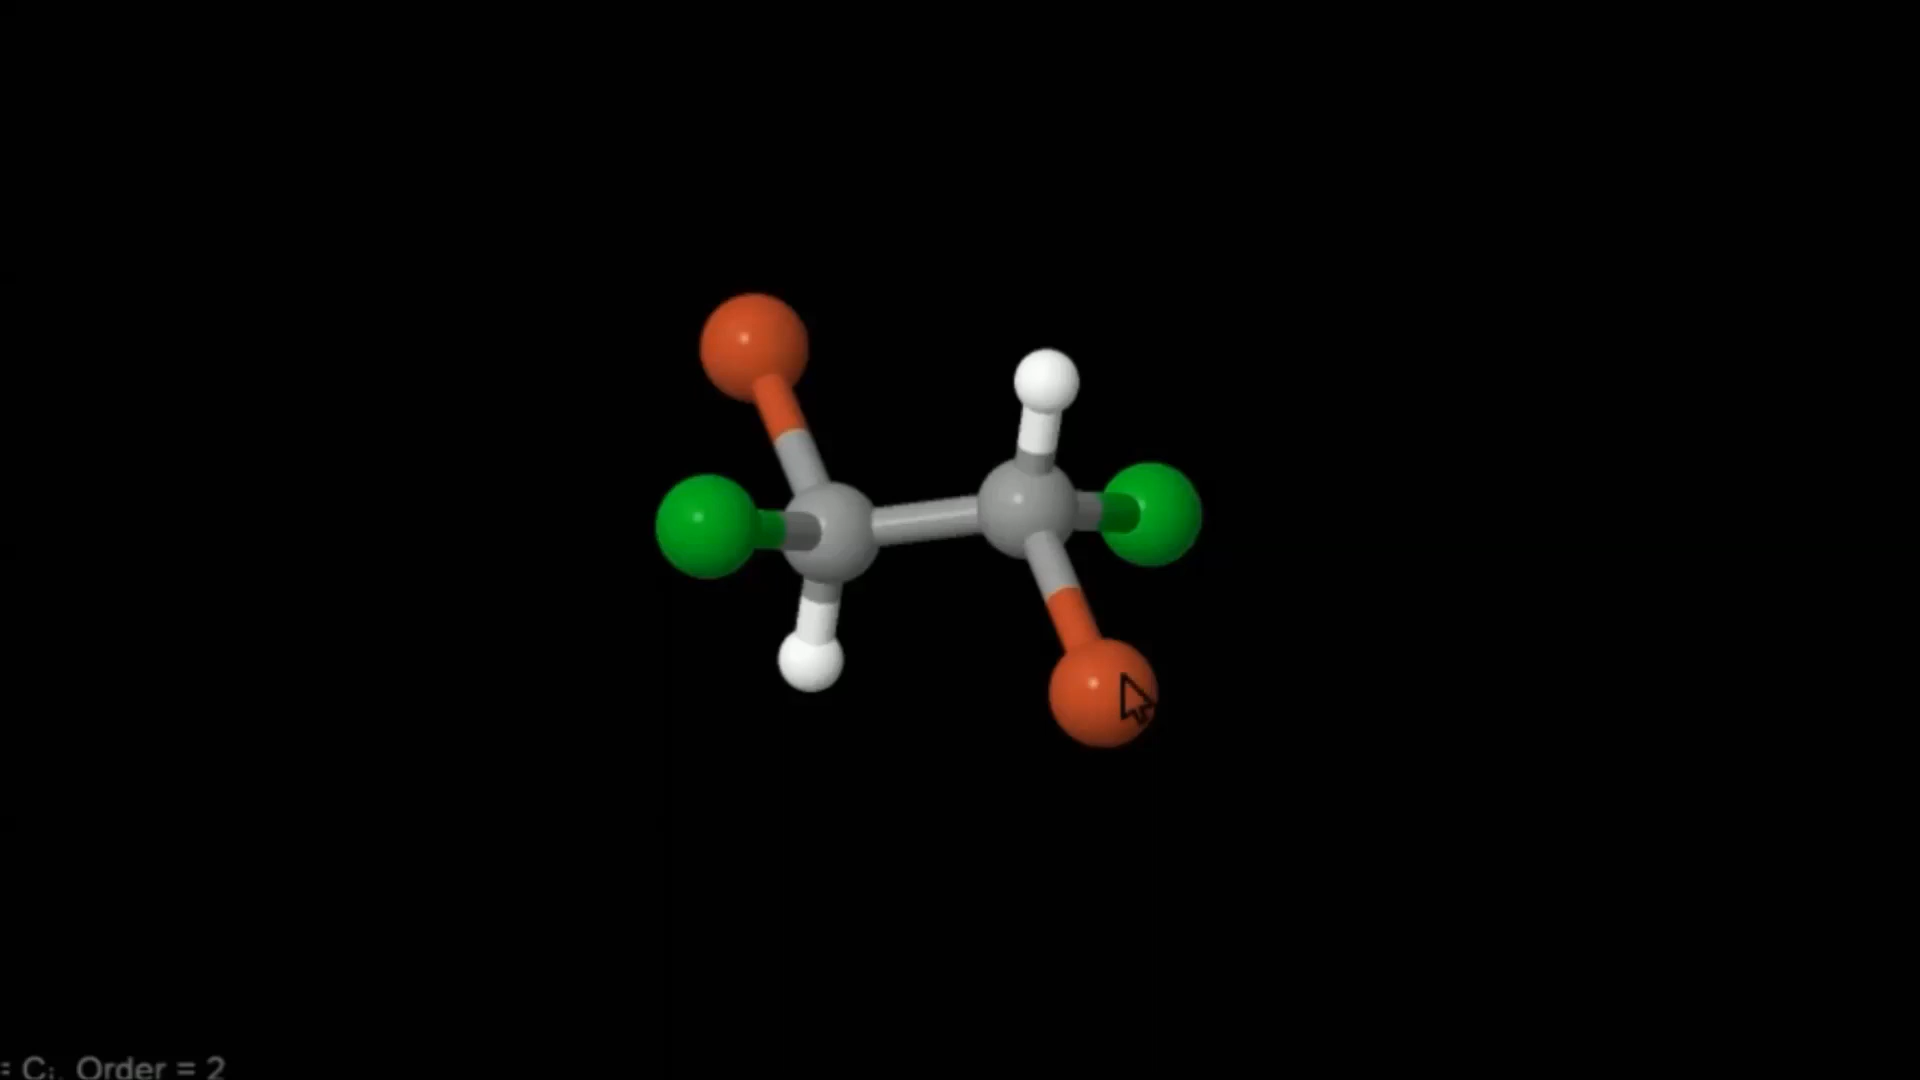 = Cᵢ, Order = 2